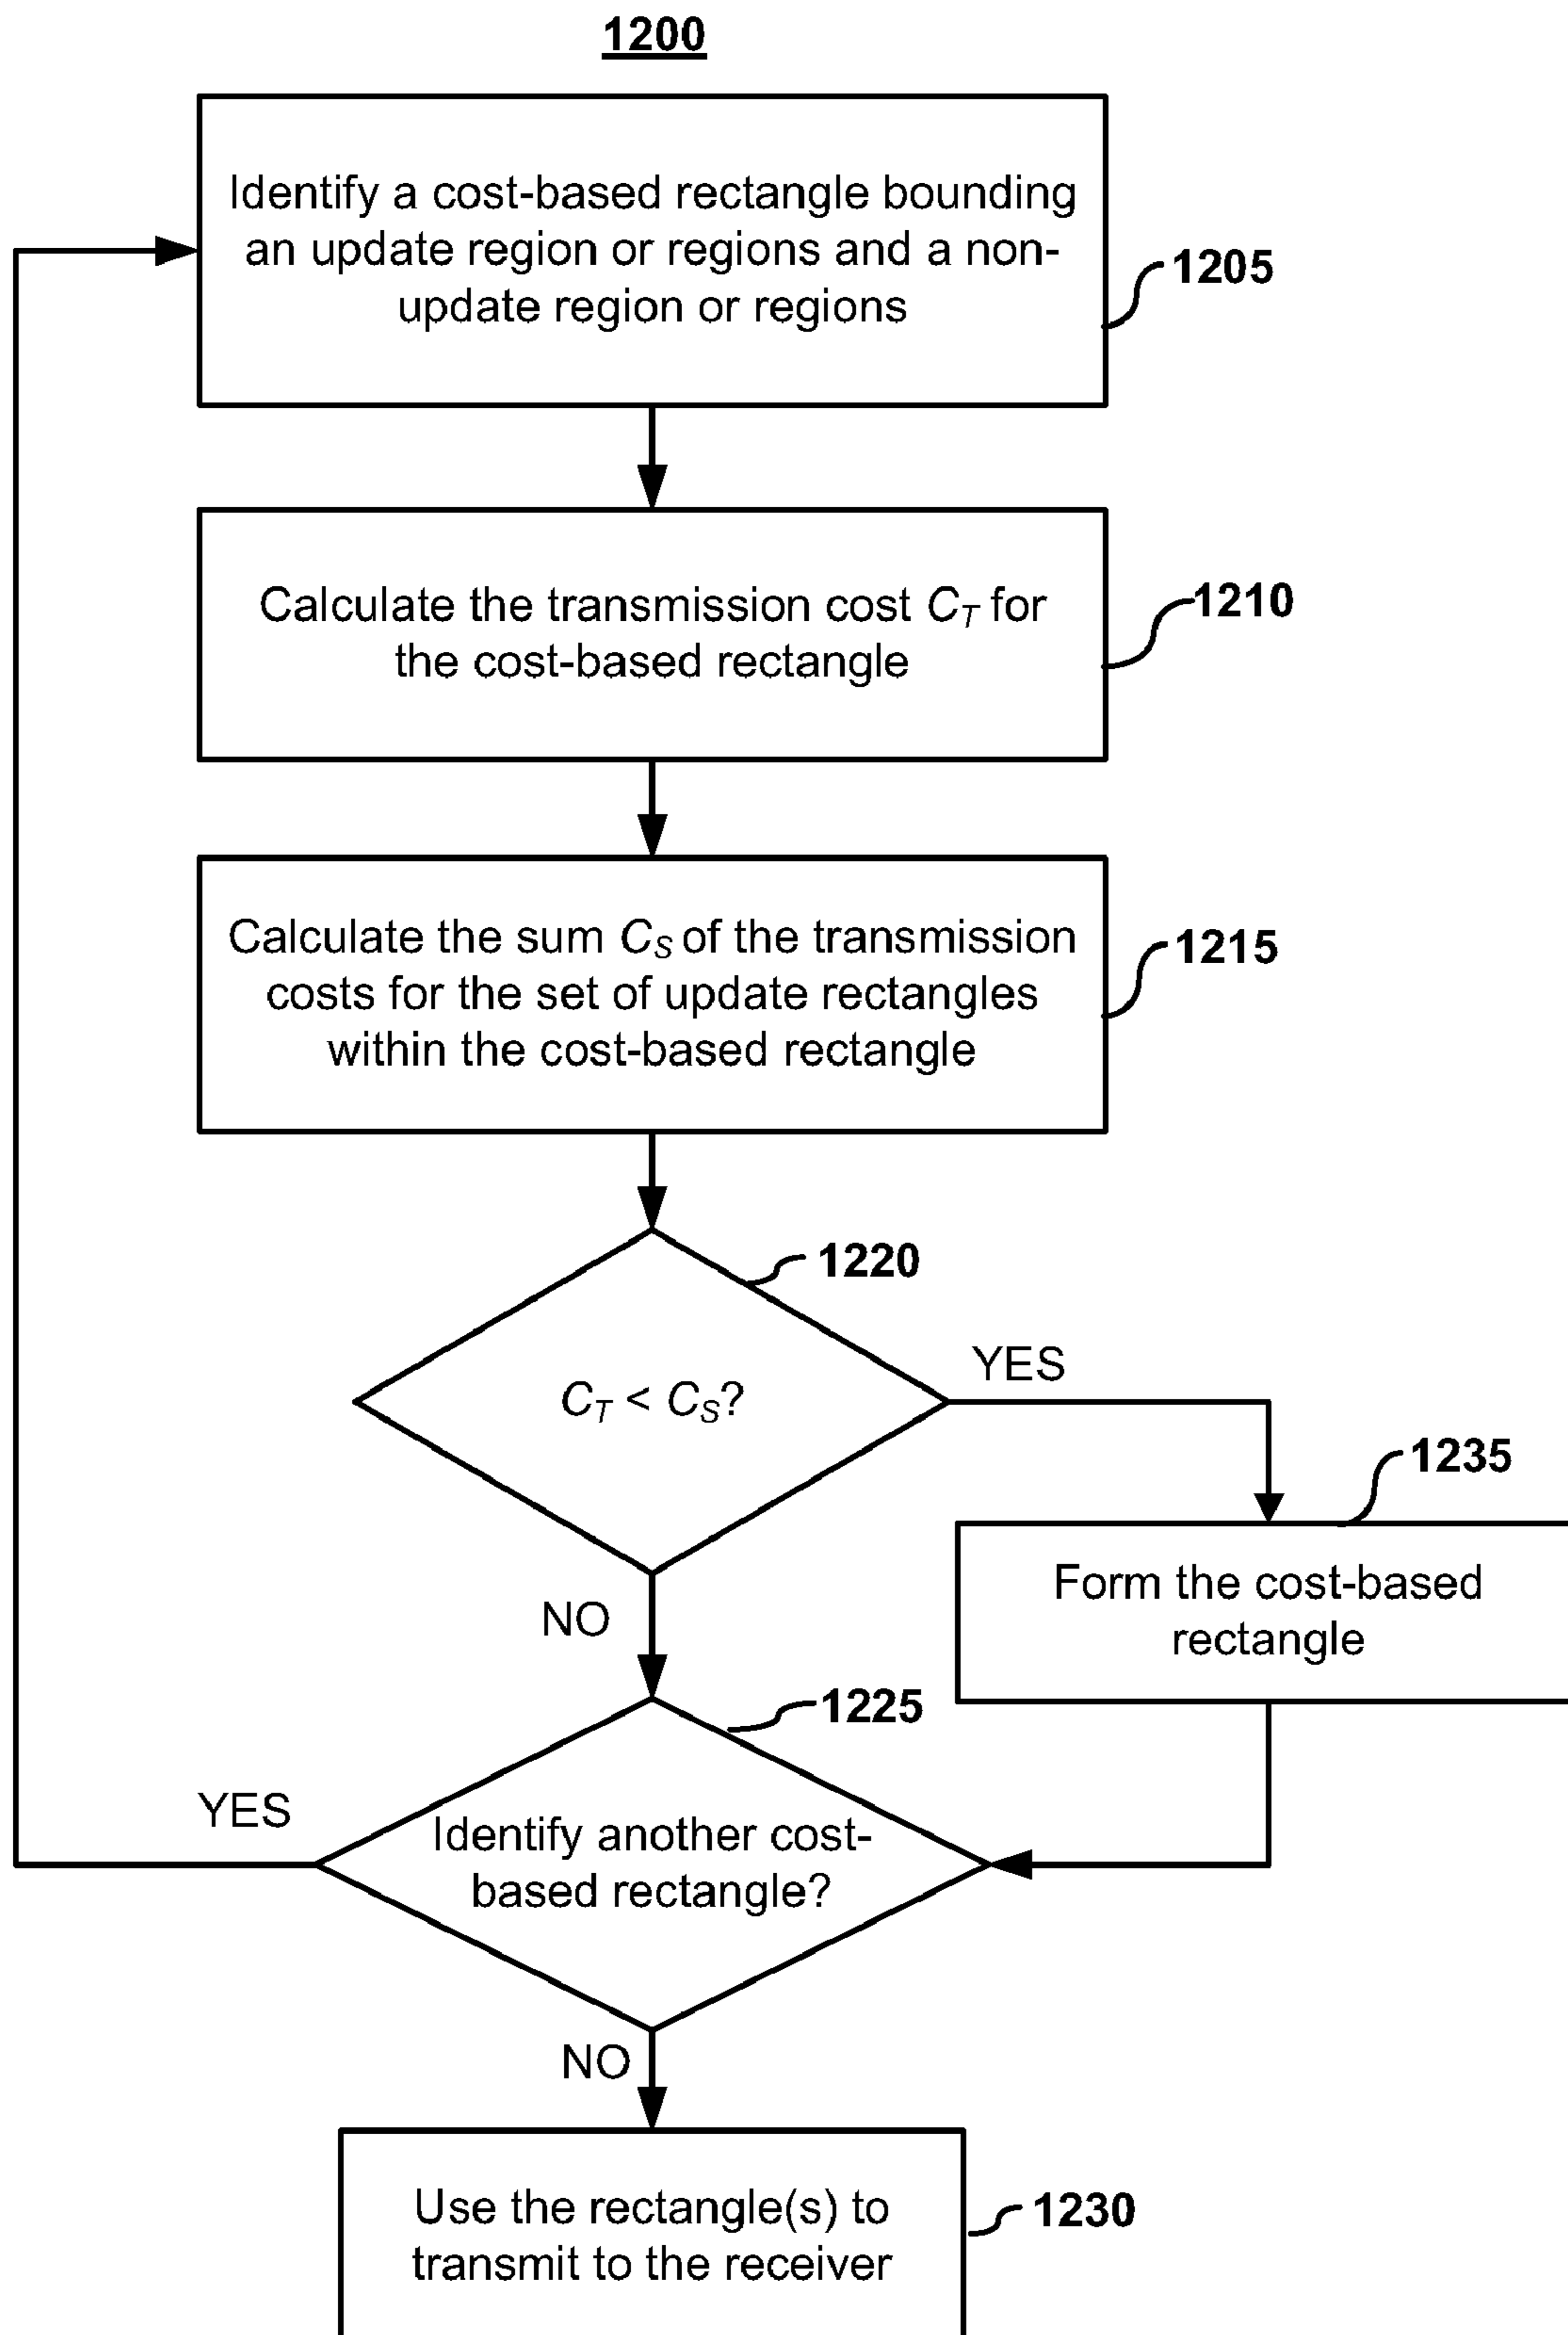 1200
Identify a cost-based rectangle bounding
an update region or regions and a non-
update region or regions
1205
Calculate the transmission cost CT for
the cost-based rectangle
1210
Calculate the sum CS of the transmission
costs for the set of update rectangles
within the cost-based rectangle
1215
1220
CT < CS?
YES
1235
Form the cost-based
rectangle
NO
1225
YES
Identify another cost-
based rectangle?
NO
Use the rectangle(s) to
transmit to the receiver
1230